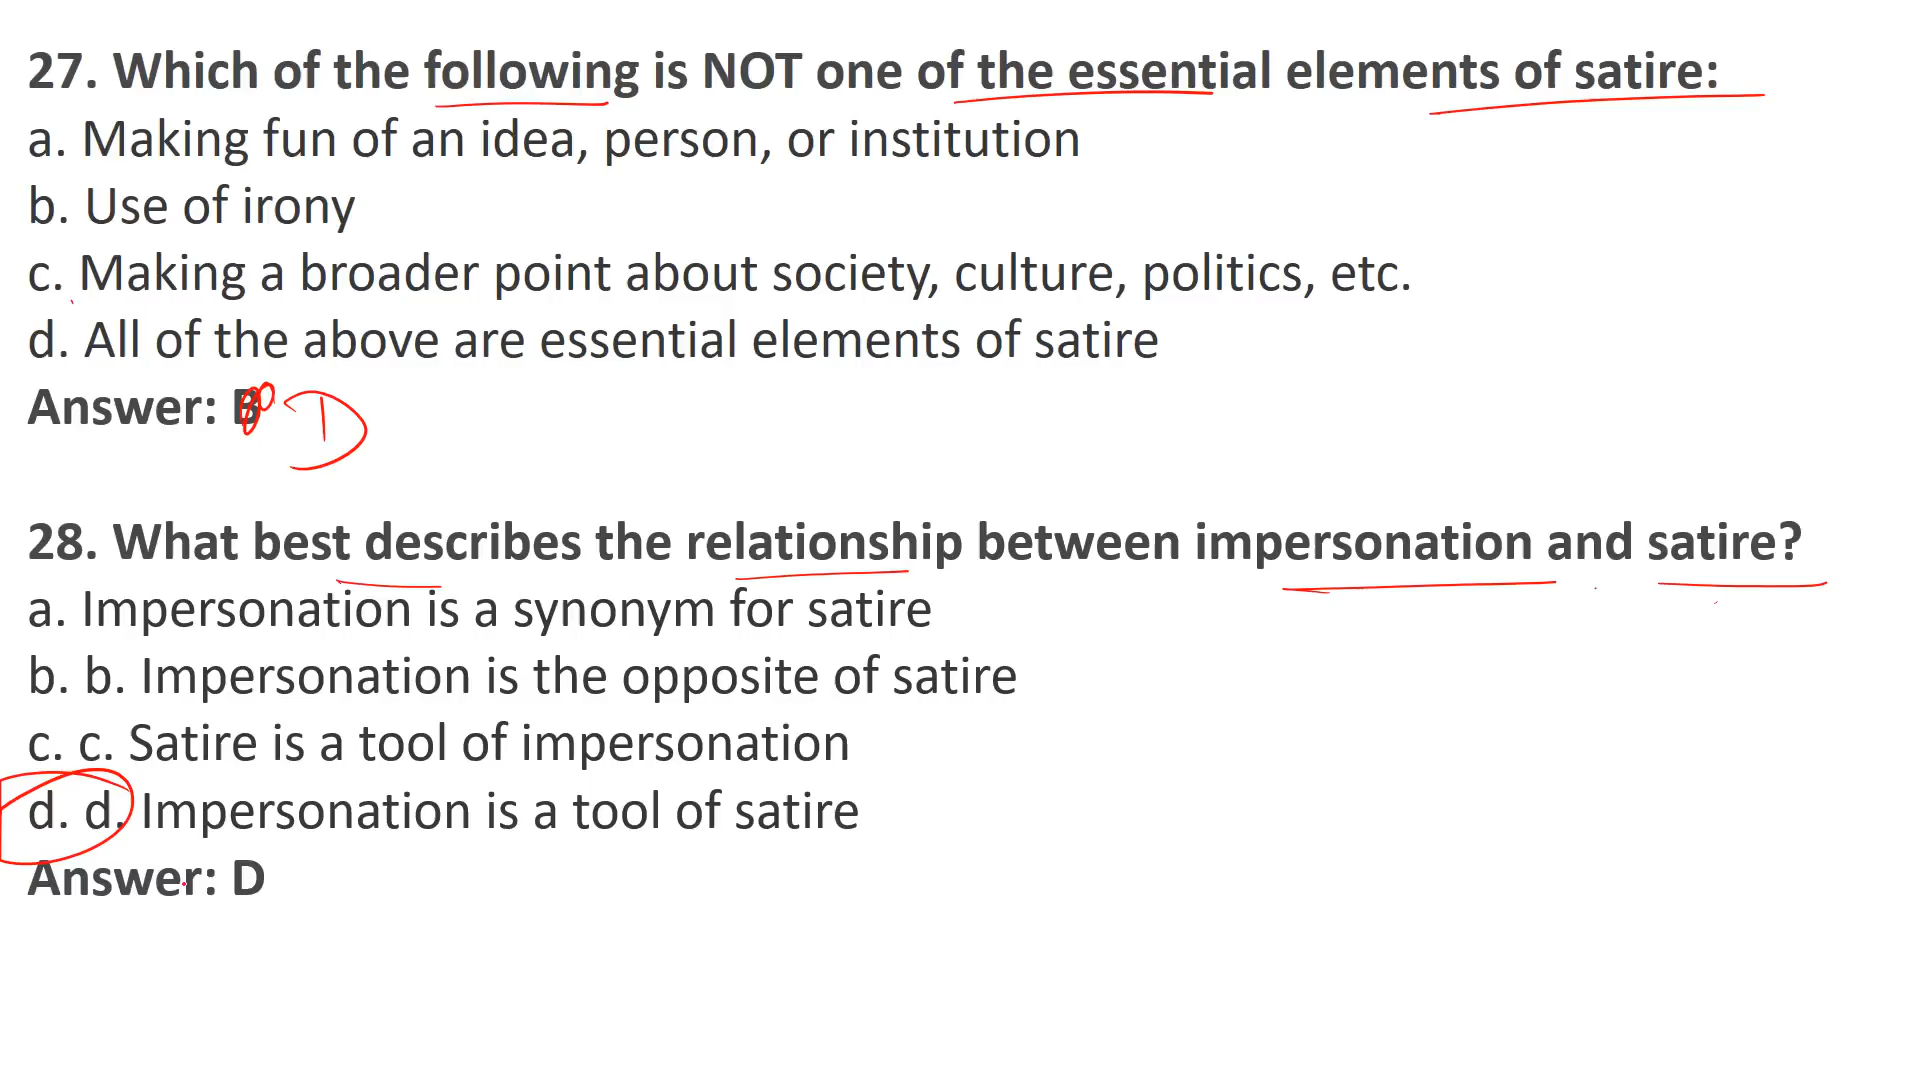 27. Which of the following is NOT one of the essential elements of satire:
a. Making fun of an idea, person, or institution
b. Use of irony
c. Making a broader point about society, culture, politics, etc.
d. All of the above are essential elements of satire
Answer: B D
28. What best describes the relationship between impersonation and satire?
a. Impersonation is a synonym for satire
b. b. Impersonation is the opposite of satire
c. c. Satire is a tool of impersonation
d. d. Impersonation is a tool of satire
Answer: D